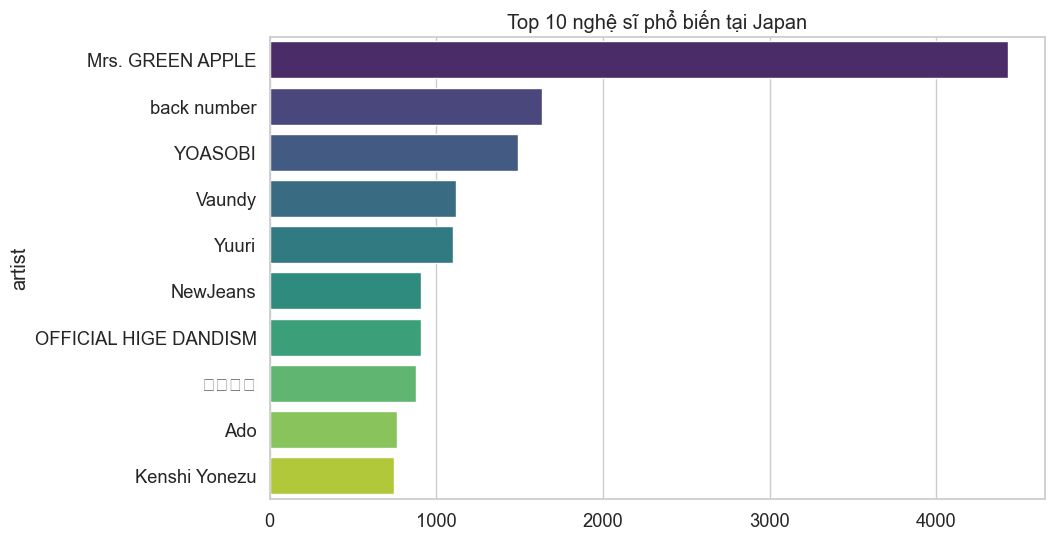 Top 10 nghệ sĩ phổ biến tại Japan
artist
Mrs. GREEN APPLE
back number
YOASOBI
Vaundy
Yuuri
NewJeans
OFFICIAL HIGE DANDISM
Ado
Kenshi Yonezu
0 1000 2000 3000 4000